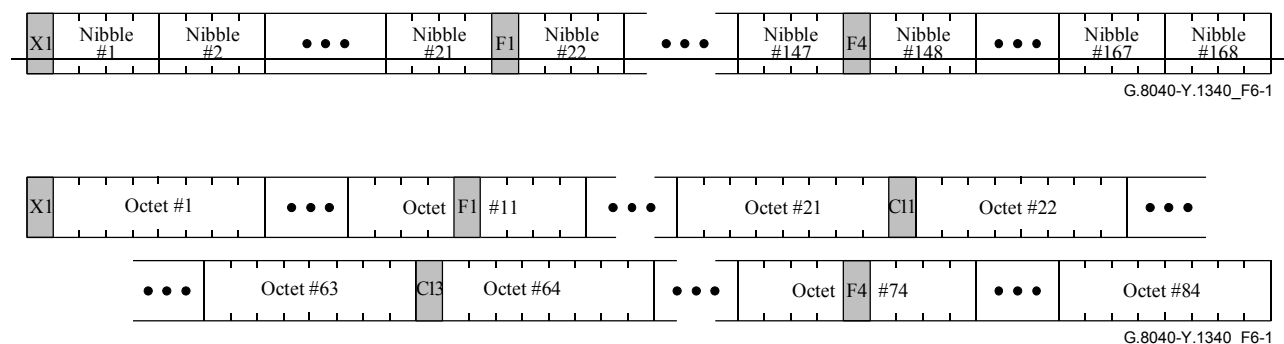 X1 Nibble #1 Nibble #2 ••• Nibble #21 F1 Nibble #22 ••• Nibble #147 F4 Nibble #148 ••• Nibble #167 Nibble #168
G.8040-Y.1340_F6-1
X1 Octet #1 ••• Octet F1 #11 ••• Octet #21 C11 Octet #22 •••
••• Octet #63 C13 Octet #64 ••• Octet F4 #74 ••• Octet #84
G.8040-Y.1340_F6-1